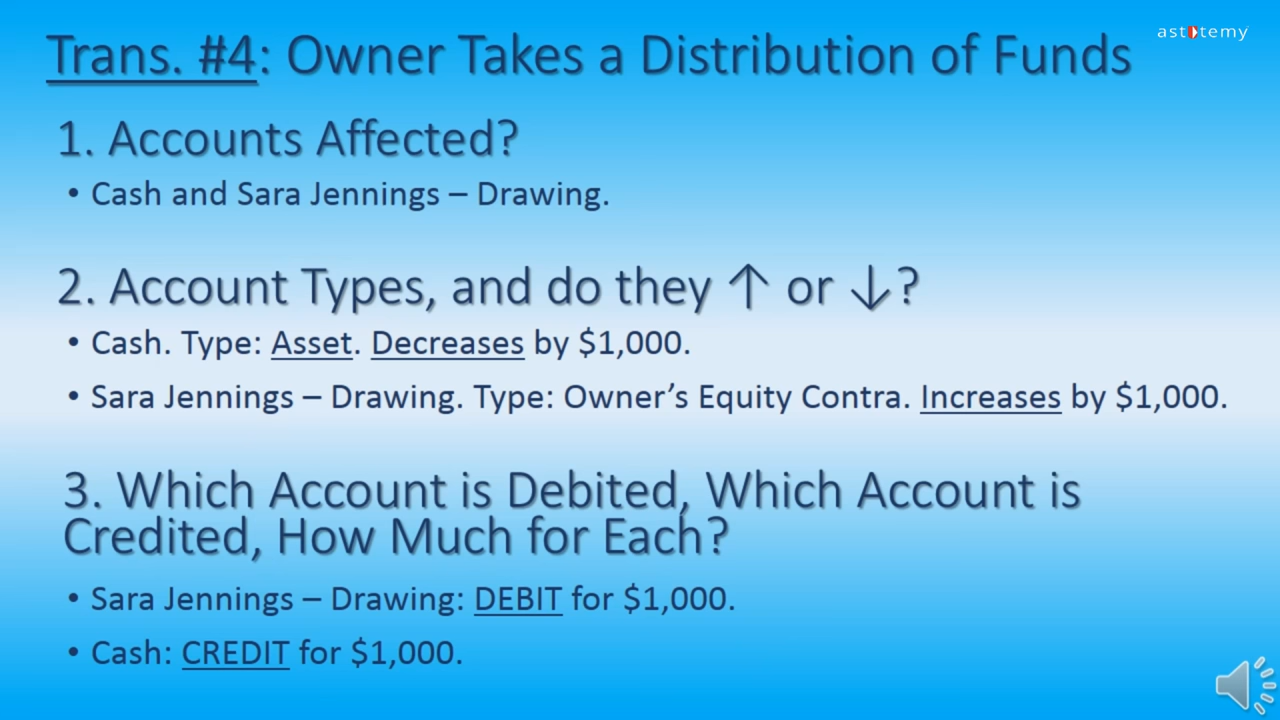 astutemy
Trans. #4: Owner Takes a Distribution of Funds
1. Accounts Affected?
• Cash and Sara Jennings – Drawing.
2. Account Types, and do they ↑ or ↓?
• Cash. Type: Asset. Decreases by $1,000.
• Sara Jennings – Drawing. Type: Owner’s Equity Contra. Increases by $1,000.
3. Which Account is Debited, Which Account is
Credited, How Much for Each?
• Sara Jennings – Drawing: DEBIT for $1,000.
• Cash: CREDIT for $1,000.